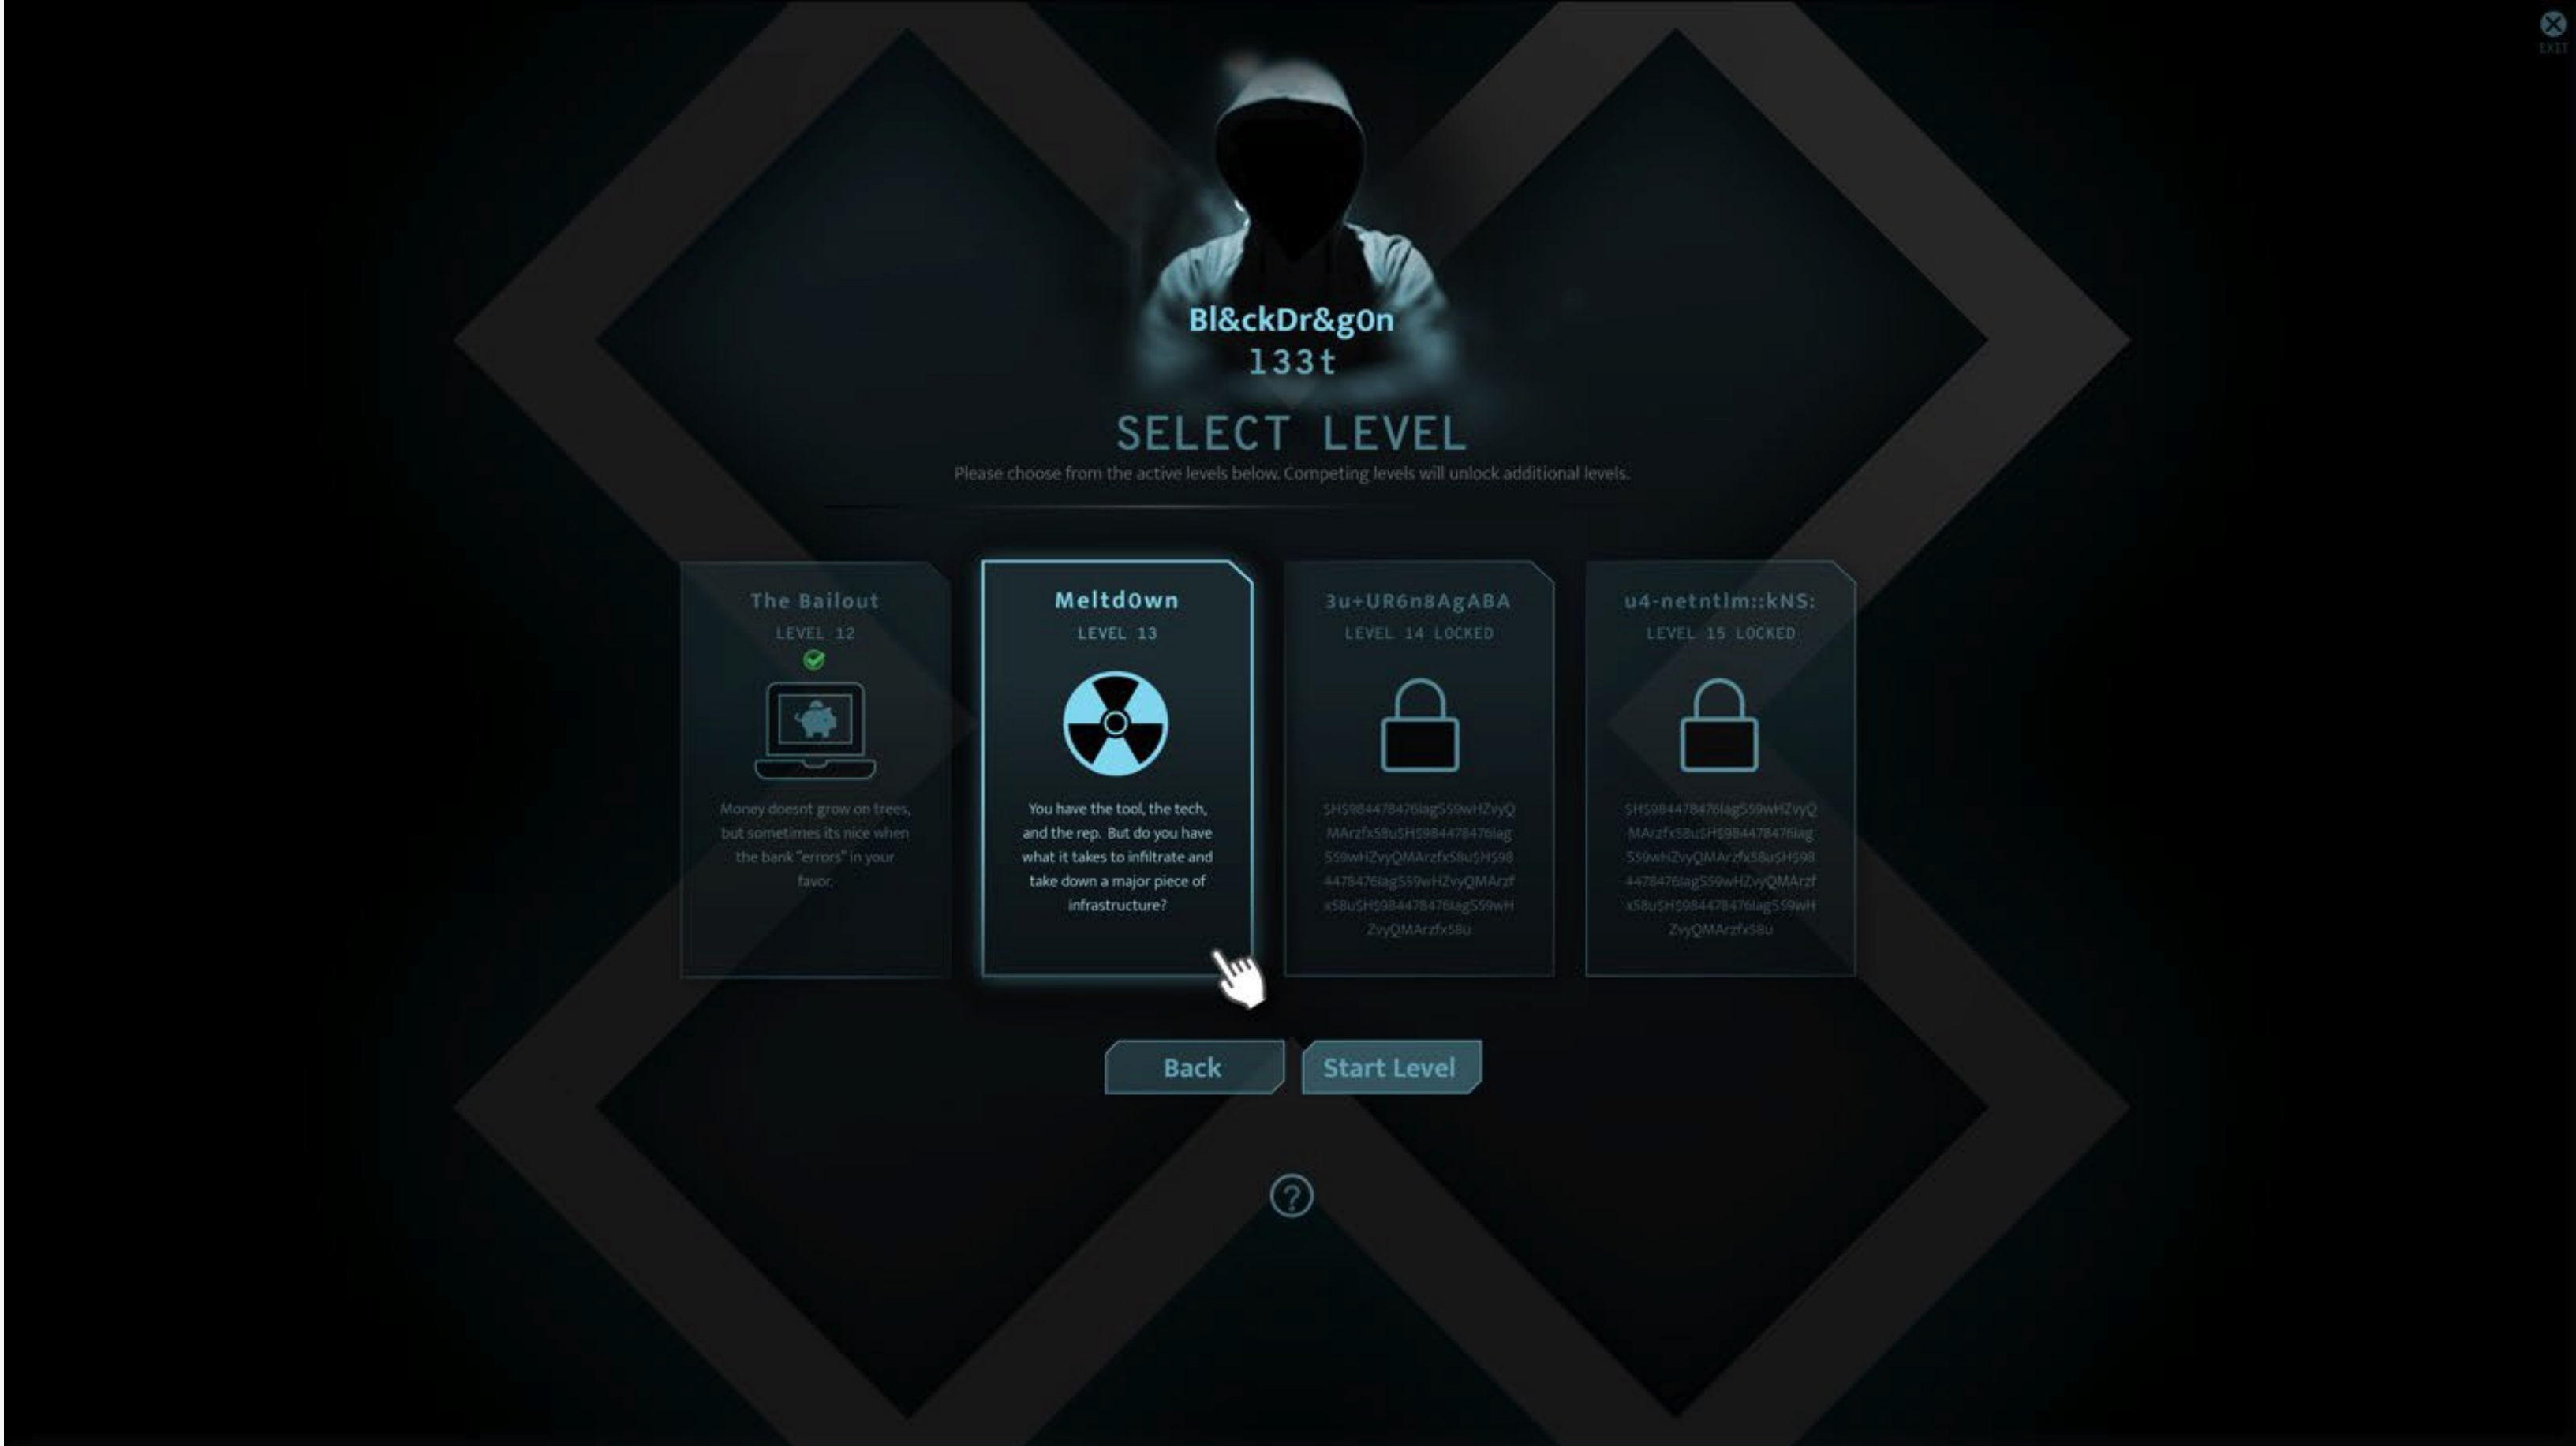 EXIT
Bl&ckDr&g0n
l33t
SELECT LEVEL
Please choose from the active levels below. Competing levels will unlock additional levels.
The Bailout
LEVEL 12
Money doesnt grow on trees,
but sometimes its nice when
the bank "errors" in your
favor.
Meltd0wn
LEVEL 13
You have the tool, the tech,
and the rep. But do you have
what it takes to infiltrate and
take down a major piece of
infrastructure?
3u+UR6n8AgABA
LEVEL 14 LOCKED
u4-netntlm::kNS:
LEVEL 15 LOCKED
Back
Start Level
?